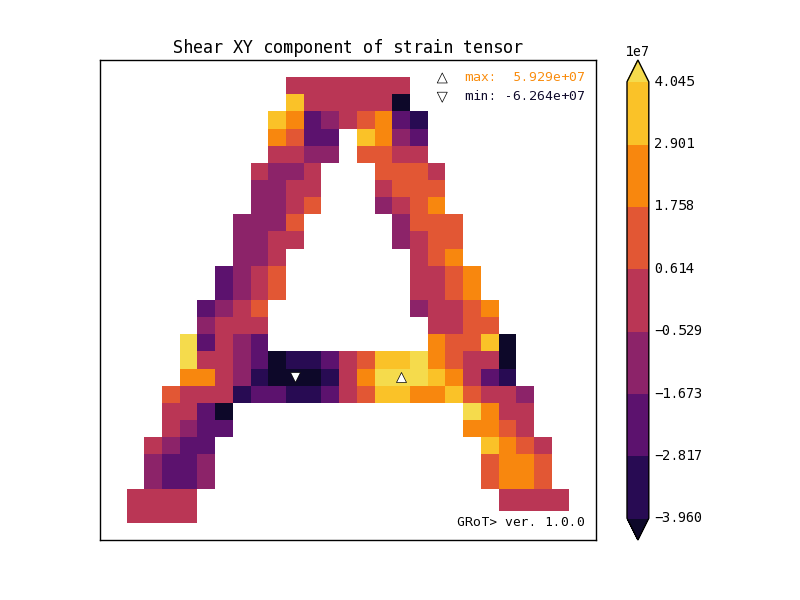 Shear XY component of strain tensor
1e7
△ max: 5.929e+07
▽ min: -6.264e+07
4.045
2.901
1.758
0.614
−0.529
−1.673
−2.817
−3.960
GRoT> ver. 1.0.0